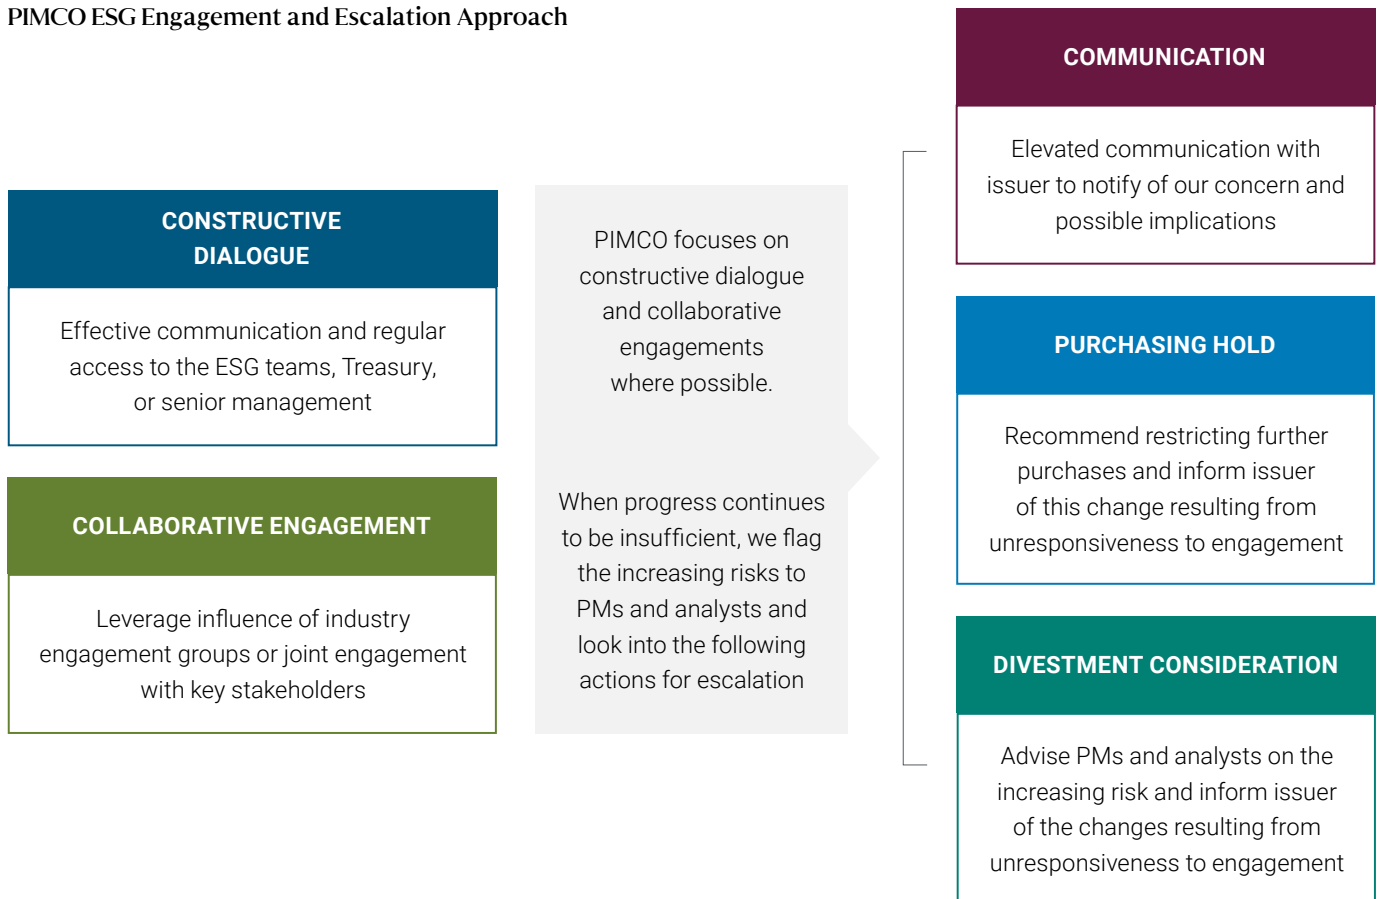 PIMCO ESG Engagement and Escalation Approach
CONSTRUCTIVE
DIALOGUE
Effective communication and regular
access to the ESG teams, Treasury,
or senior management
COLLABORATIVE ENGAGEMENT
Leverage influence of industry
engagement groups or joint engagement
with key stakeholders
PIMCO focuses on
constructive dialogue
and collaborative
engagements
where possible.
When progress continues
to be insufficient, we flag
the increasing risks to
PMs and analysts and
look into the following
actions for escalation
COMMUNICATION
Elevated communication with
issuer to notify of our concern and
possible implications
PURCHASING HOLD
Recommend restricting further
purchases and inform issuer
of this change resulting from
unresponsiveness to engagement
DIVESTMENT CONSIDERATION
Advise PMs and analysts on the
increasing risk and inform issuer
of the changes resulting from
unresponsiveness to engagement